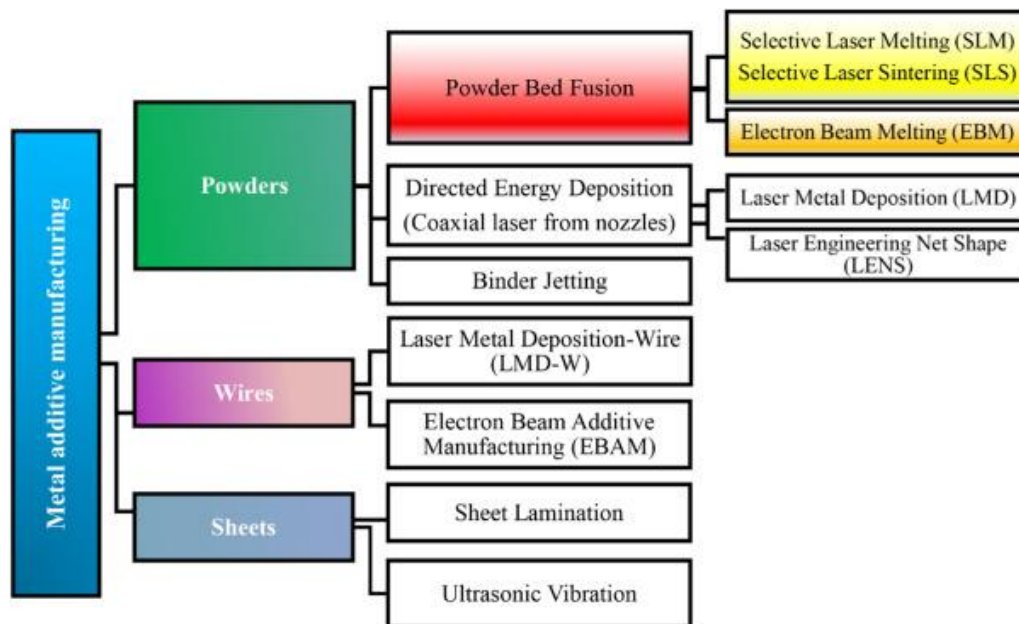 Metal additive manufacturing
Powders
Powder Bed Fusion
Selective Laser Melting (SLM)
Selective Laser Sintering (SLS)
Electron Beam Melting (EBM)
Directed Energy Deposition
(Coaxial laser from nozzles)
Laser Metal Deposition (LMD)
Laser Engineering Net Shape
(LENS)
Binder Jetting
Wires
Laser Metal Deposition-Wire
(LMD-W)
Electron Beam Additive
Manufacturing (EBAM)
Sheets
Sheet Lamination
Ultrasonic Vibration